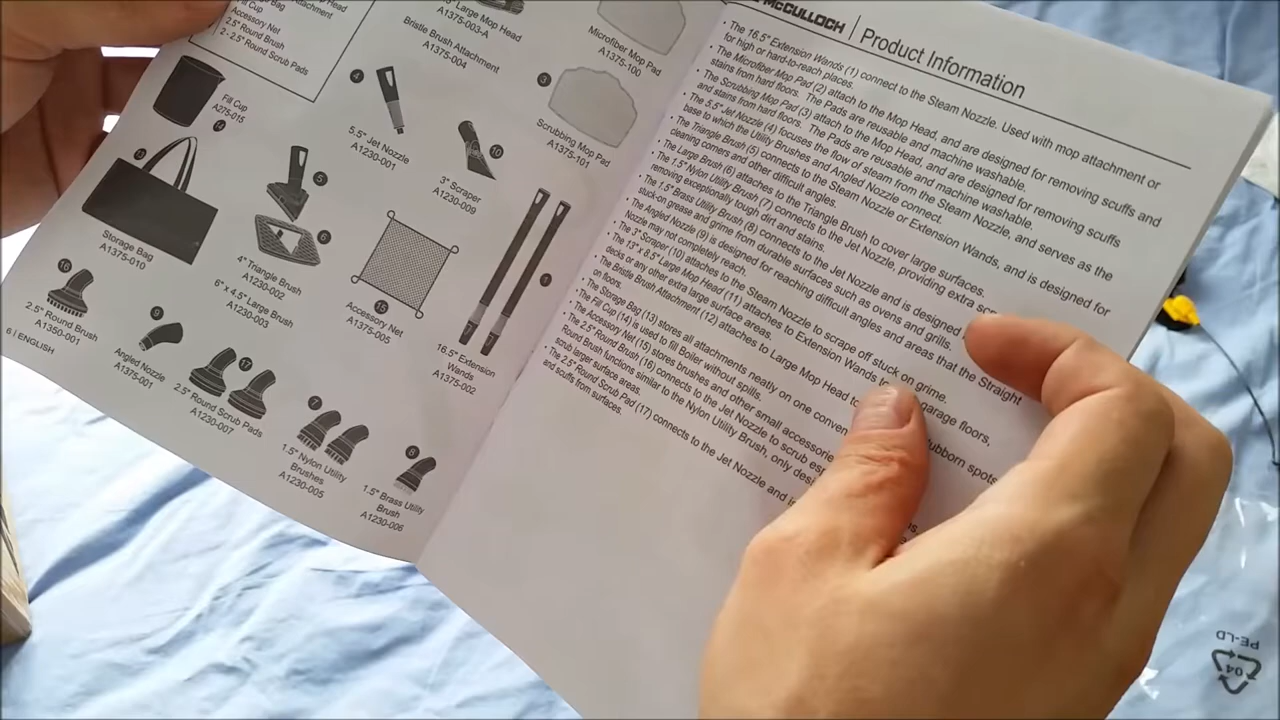 Attachment
Fill Cup
Accessory Net
2.5" Round Brush
2 - 2.5" Round Scrub Pads
Large Mop Head
A1375-003-A
Bristle Brush Attachment
A1375-004
Microfiber Mop Pad
A1375-100
3
Scrubbing Mop Pad
A1375-101
4
5.5" Jet Nozzle
A1230-001
10
3" Scraper
A1230-009
Fill Cup
A275-015
14
Storage Bag
A1375-010
5
6
4" Triangle Brush
A1230-002
6" x 4.5" Large Brush
A1230-003
15
Accessory Net
A1375-005
1
16.5" Extension
Wands
A1375-002
16
2.5" Round Brush
A1350-001
9
Angled Nozzle
A1375-001
17
2.5" Round Scrub Pads
A1230-007
7
1.5" Nylon Utility
Brushes
A1230-005
8
1.5" Brass Utility
Brush
A1230-006
6 | ENGLISH
McCULLOCH | Product Information
• The 16.5" Extension Wands (1) connect to the Steam Nozzle. Used with mop attachment or
for high or hard-to-reach places.
• The Microfiber Mop Pad (2) attach to the Mop Head, and are designed for removing scuffs and
stains from hard floors. The Pads are reusable and machine washable.
• The Scrubbing Mop Pad (3) attach to the Mop Head, and are designed for removing scuffs
and stains from hard floors. The Pads are reusable and machine washable.
• The 5.5" Jet Nozzle (4) focuses the flow of steam from the Steam Nozzle, and serves as the
base to which the Utility Brushes and Angled Nozzle connect.
• The Triangle Brush (5) connects to the Steam Nozzle or Extension Wands, and is designed for
cleaning corners and other difficult angles.
• The Large Brush (6) attaches to the Triangle Brush to cover large surfaces.
• The 1.5" Nylon Utility Brush (7) connects to the Jet Nozzle, providing extra
removing exceptionally tough dirt and stains.
• The 1.5" Brass Utility Brush (8) connects to the Jet Nozzle and is designed
stuck-on grease and grime from durable surfaces such as ovens and grills.
• The Angled Nozzle (9) is designed for reaching difficult angles and areas that the Straight
Nozzle may not completely reach.
• The 3" Scraper (10) attaches to the Steam Nozzle to scrape off stuck on grime.
• The 13" x 8.5" Large Mop Head (11) attaches to Extension Wands garage floors,
decks or any other extra large surface areas.
• The Bristle Brush Attachment (12) attaches to Large Mop Head to stubborn spots
on floors.
• The Storage Bag (13) stores all attachments neatly on one
• The Fill Cup (14) is used to fill Boiler without spills.
• The Accessory Net (15) stores brushes and other small
• The 2.5" Round Brush (16) connects to the Jet Nozzle to scrub
Round Brush functions similar to the Nylon Utility Brush, only
scrub larger surface areas.
• The 2.5" Round Scrub Pad (17) connects to the Jet Nozzle and
and scuffs from surfaces.
04
PE-LD